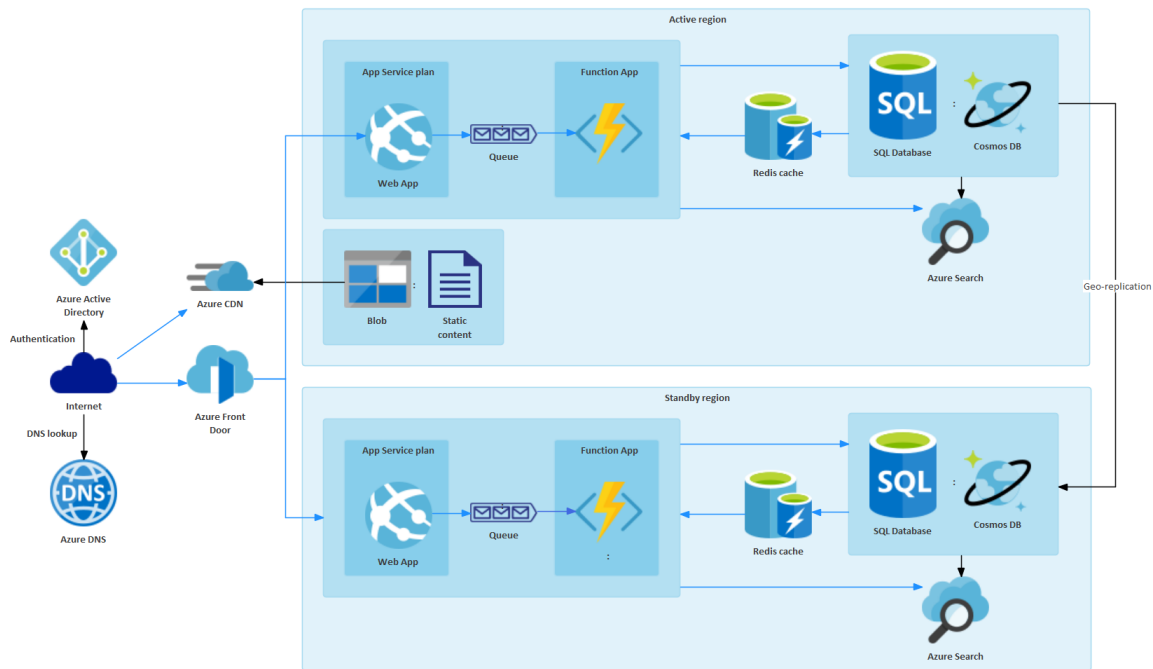 Active region
App Service plan
Function App
SQL
:
Queue
SQL Database
Cosmos DB
Web App
Redis cache
Azure Search
Geo-replication
Azure Active
Directory
Azure CDN
:
Blob
Static
content
Authentication
Internet
Azure Front
Door
DNS lookup
DNS
Azure DNS
Standby region
App Service plan
Function App
SQL
:
Queue
SQL Database
Cosmos DB
Web App
:
Redis cache
Azure Search